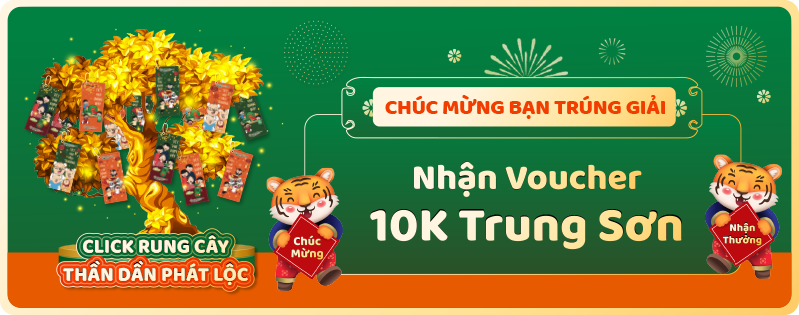 CHÚC MỪNG BẠN TRÚNG GIẢI
Nhận Voucher
10K Trung Sơn
Chúc
Mừng
Nhận
Thưởng
CLICK RUNG CÂY
THẦN DẦN PHÁT LỘC